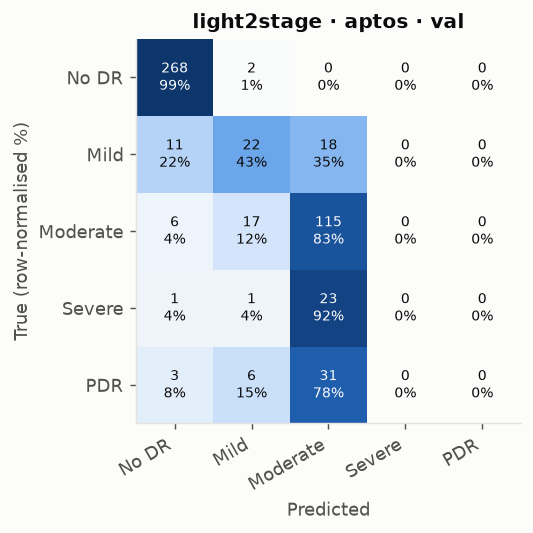 light2stage · aptos · val
True (row-normalised %)
No DR
268 2 0 0 0
99% 1% 0% 0% 0%
Mild
11 22 18 0 0
22% 43% 35% 0% 0%
Moderate
6 17 115 0 0
4% 12% 83% 0% 0%
Severe
1 1 23 0 0
4% 4% 92% 0% 0%
PDR
3 6 31 0 0
8% 15% 78% 0% 0%
No DR Mild Moderate Severe PDR
Predicted